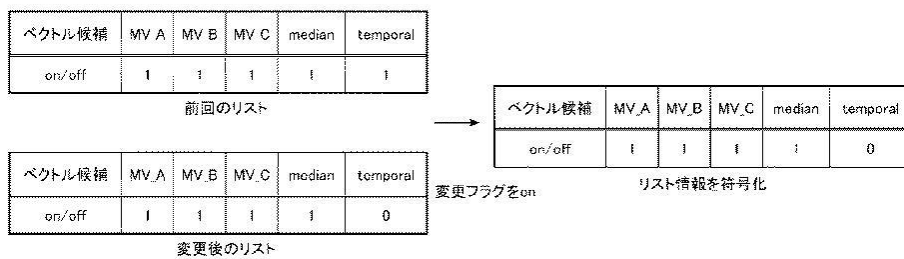 ベクトル候補 MV_A MV_B MV_C median temporal
on/off 1 1 1 1 1
前回のリスト
ベクトル候補 MV_A MV_B MV_C median temporal
on/off 1 1 1 1 0
変更後のリスト
変更フラグをon
ベクトル候補 MV_A MV_B MV_C median temporal
on/off 1 1 1 1 0
リスト情報を符号化